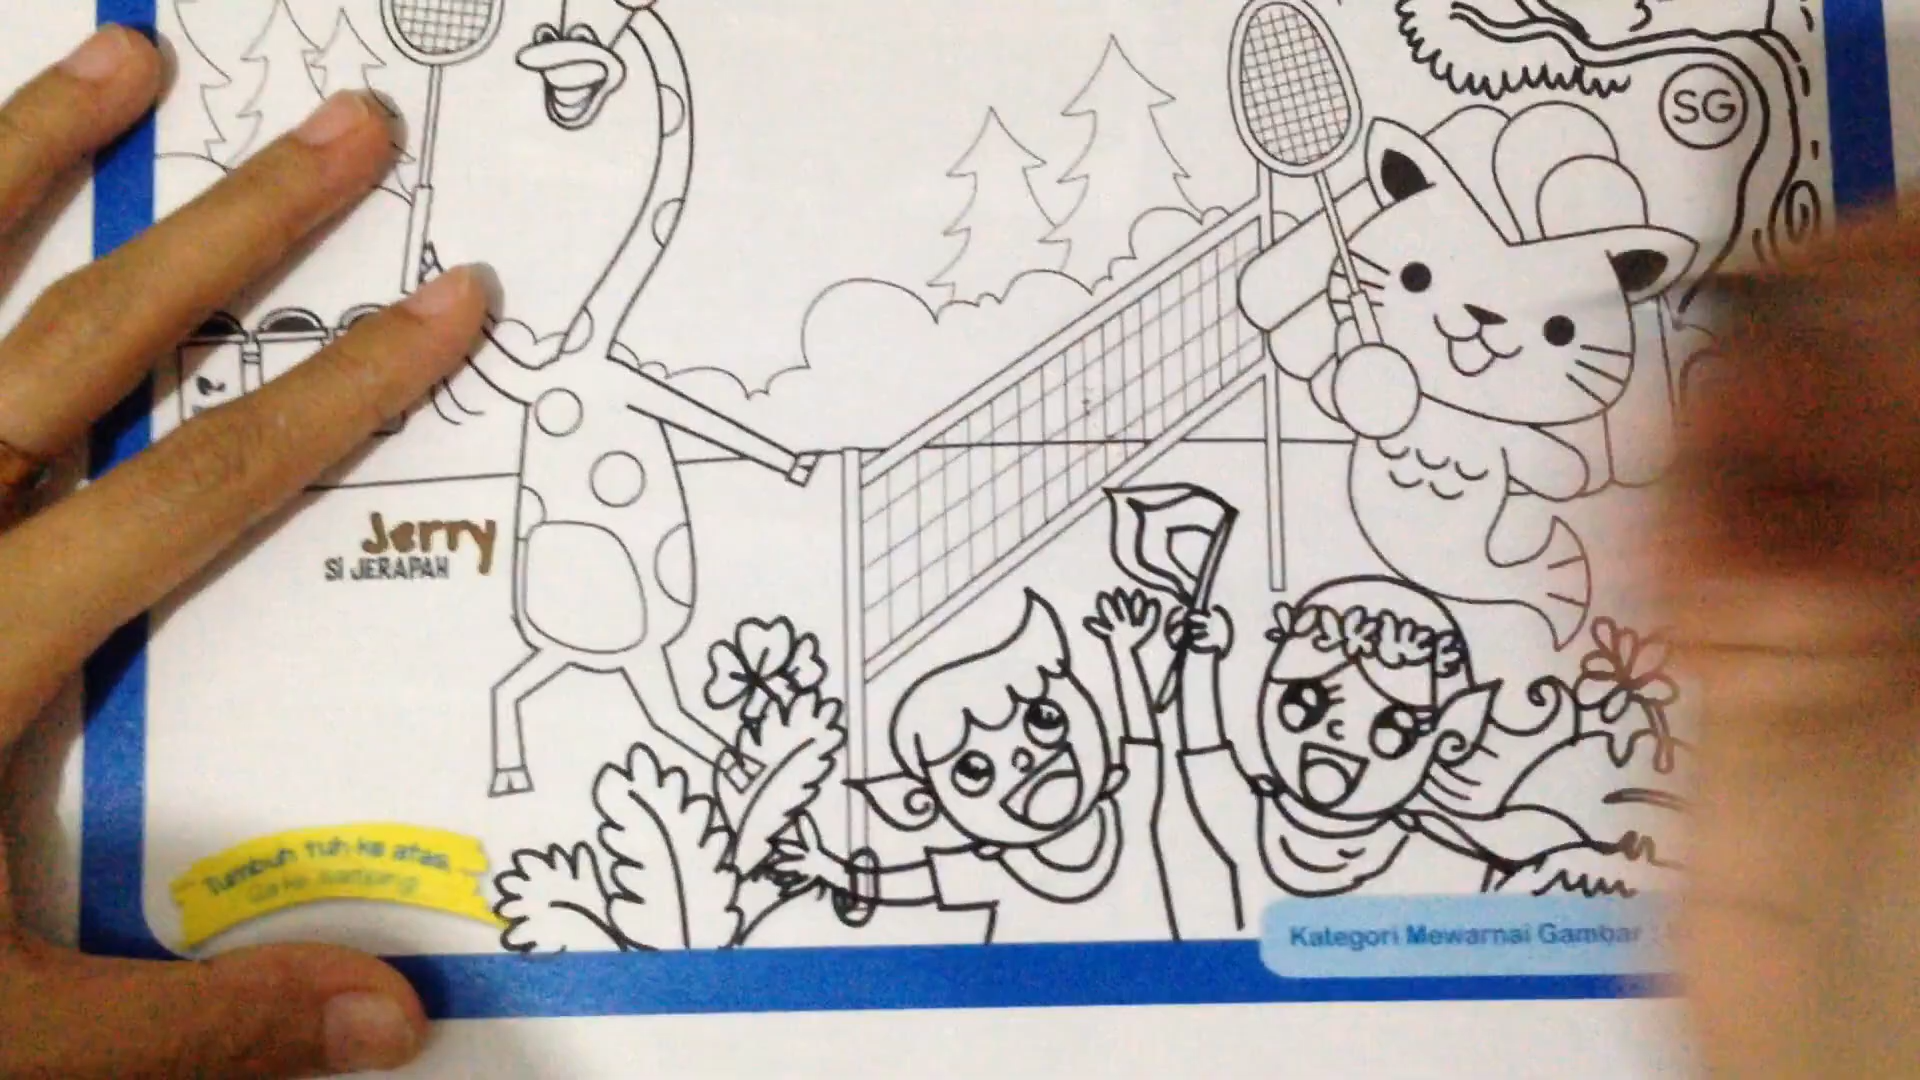 SG
Jerry
SI JERAPAH
Tumbuh tuh ke atas,
Kategori Mewarnai Gambar :